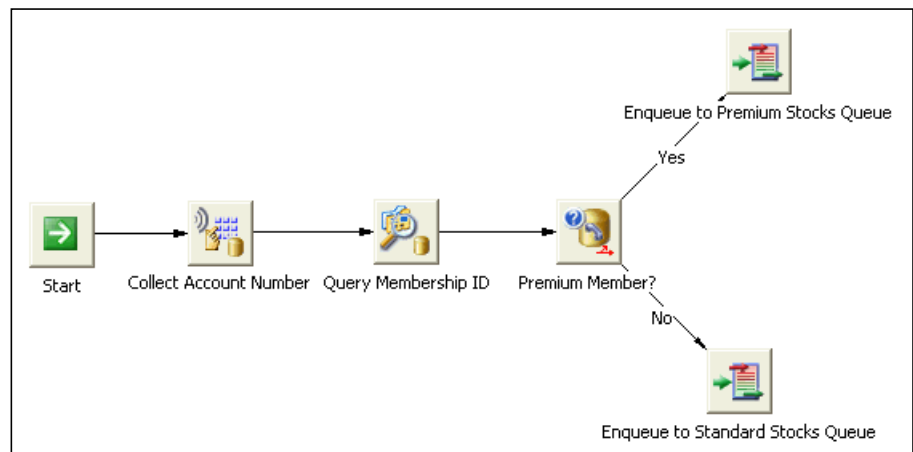 Enqueue to Premium Stocks Queue
Yes
Start
Collect Account Number
Query Membership ID
Premium Member?
No
Enqueue to Standard Stocks Queue